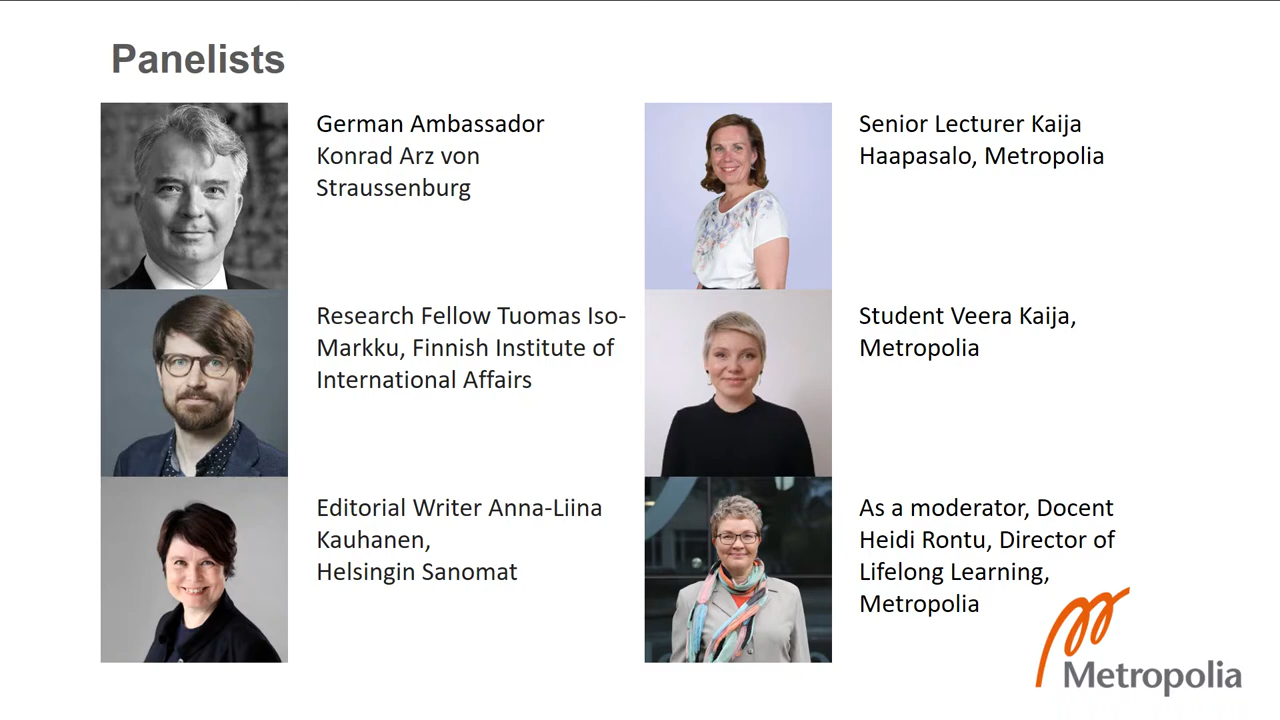 Panelists
German Ambassador
Konrad Arz von
Straussenburg
Research Fellow Tuomas Iso-
Markku, Finnish Institute of
International Affairs
Editorial Writer Anna-Liina
Kauhanen,
Helsingin Sanomat
Senior Lecturer Kaija
Haapasalo, Metropolia
Student Veera Kaija,
Metropolia
As a moderator, Docent
Heidi Rontu, Director of
Lifelong Learning,
Metropolia
Metropolia